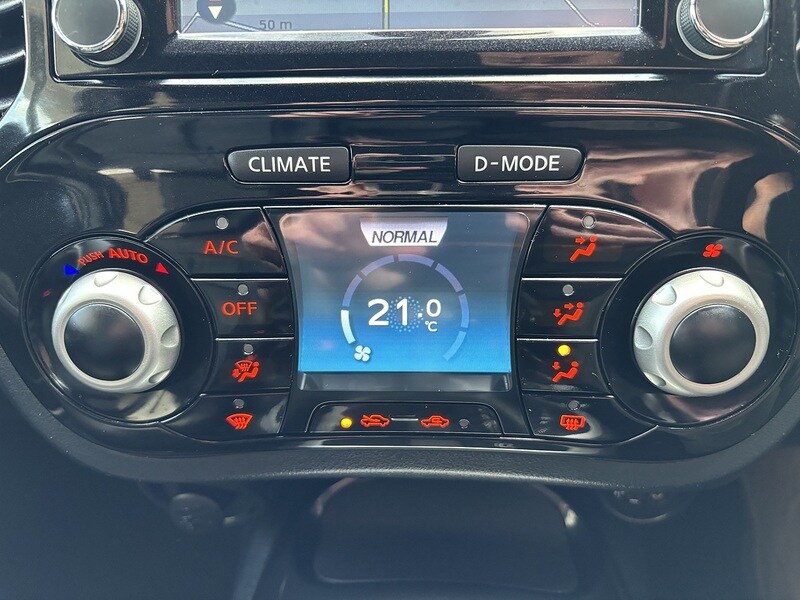 50 m
CLIMATE
D-MODE
NORMAL
A/C
PUSH AUTO
OFF
21.0
°C